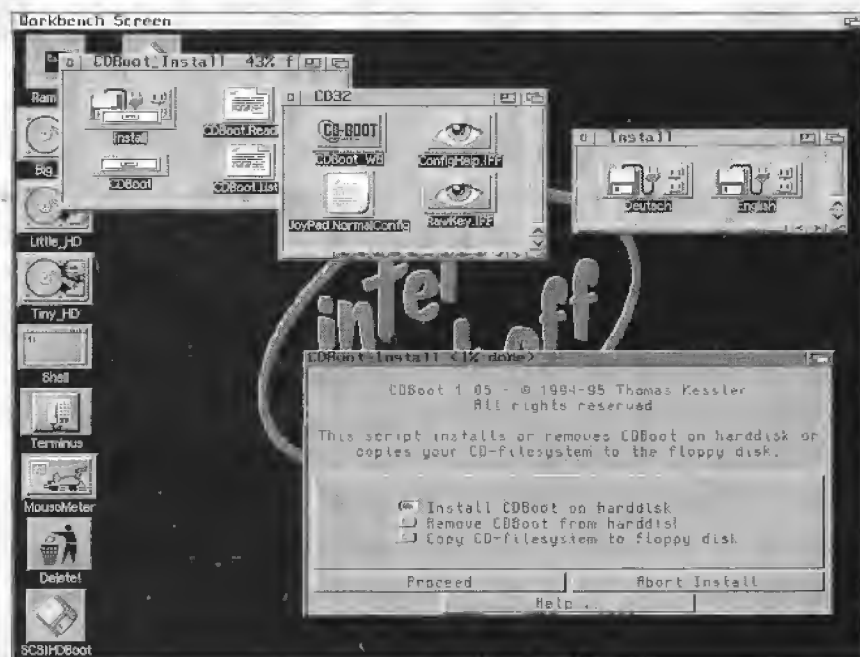 Workbench Screen
Ram
Big
Little_HD
Tiny_HD
Shell
Terminus
MouseMeter
Delete!
SCSIHDBoot
CDBoot_Install 43% f
Install
CDBoot.Read
CDBoot
CDBoot.List
CD32
CD-BOOT
CDBoot_WB
ConfigHelp.IFF
JoyPad.NormalConfig
RawKey.IFF
Install
Deutsch
English
intel
off
CDBoot-Install <1% done>
CDBoot 1.05 - © 1994-95 Thomas Kessler
All rights reserved
This script installs or removes CDBoot on harddisk or
copies your CD-filesystem to the floppy disk.
Install CDBoot on harddisk
Remove CDBoot from harddisk
Copy CD-filesystem to floppy disk
Proceed
Abort Install
Help...